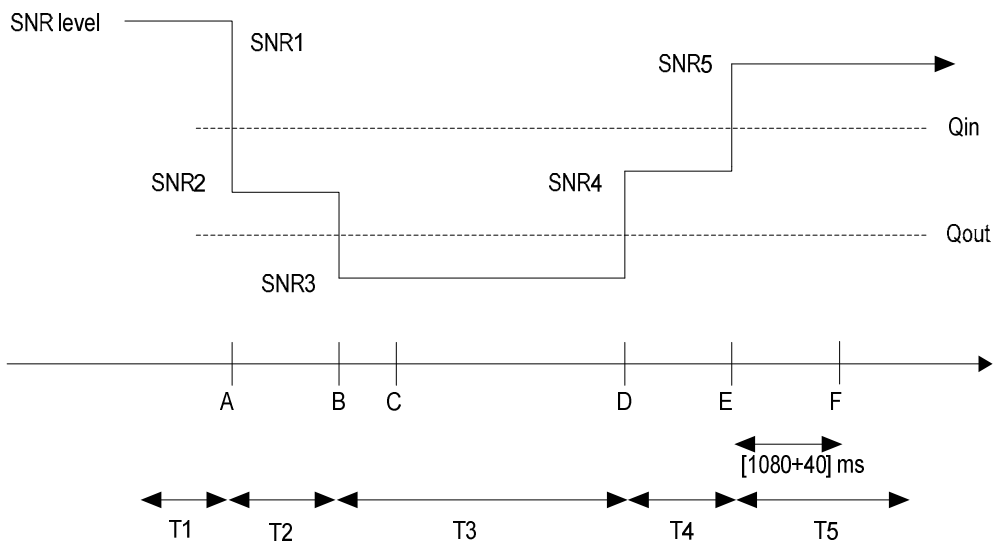 SNR level
SNR1
SNR5
Qin
SNR2
SNR4
Qout
SNR3
A
B
C
D
E
F
[1080+40] ms
T1
T2
T3
T4
T5